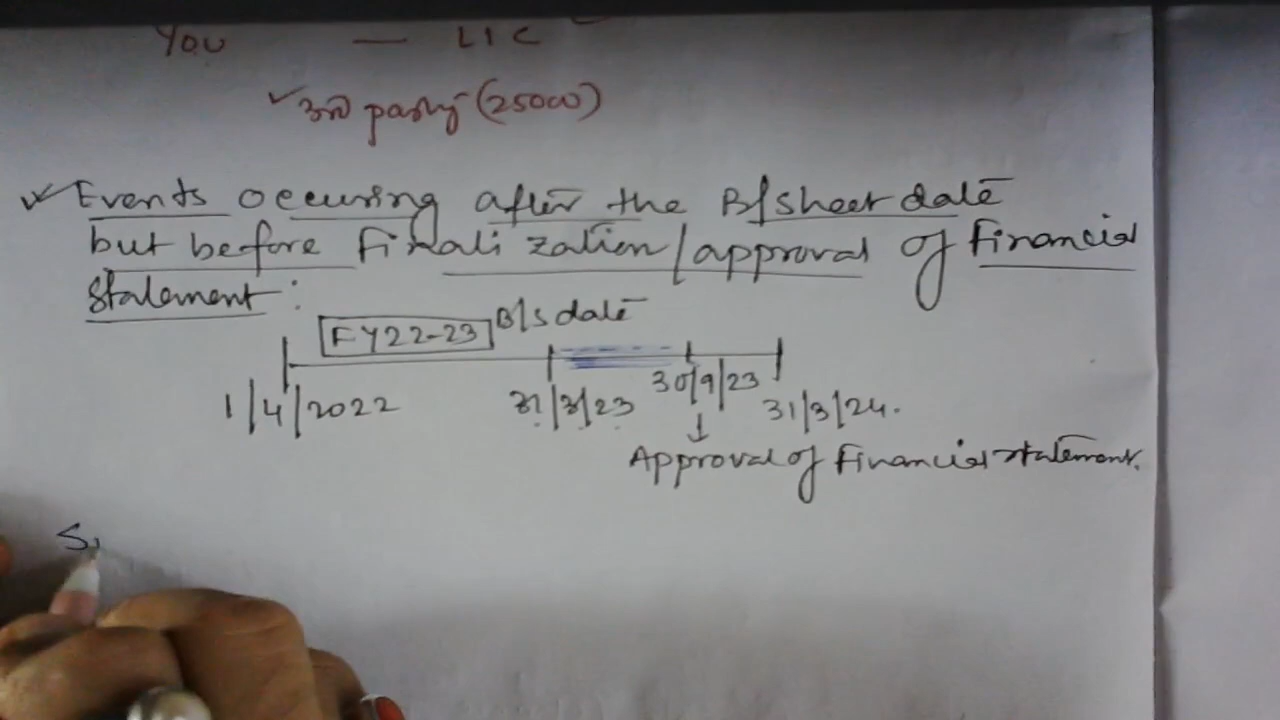 You — LIC
✓3rd party (25000)
✓ Events occuring after the B/sheet date
but before Finalization/approval of financial
statement:
FY22-23 B/s date
1/4/2022 31/3/23 30/9/23 31/3/24.
↓
Approval of financial statement.